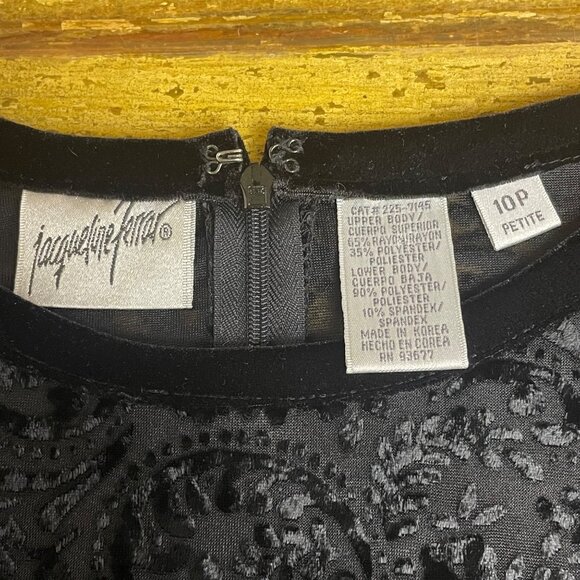 jacqueline ferrar®
CAT# 225-7145
UPPER BODY/
CUERPO SUPERIOR
65% RAYON/RAYON
35% POLYESTER/
POLIESTER
LOWER BODY/
CUERPO BAJA
90% POLYESTER/
POLIESTER
10% SPANDEX/
SPANDEX
MADE IN KOREA
HECHO EN COREA
RN 93677
10P
PETITE